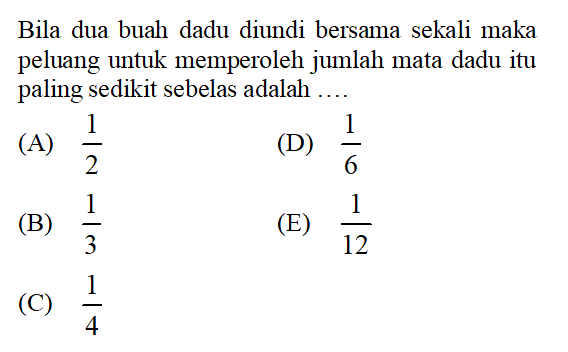 Bila dua buah dadu diundi bersama sekali maka
peluang untuk memperoleh jumlah mata dadu itu
paling sedikit sebelas adalah ....
(A) 1/2 (D) 1/6
(B) 1/3 (E) 1/12
(C) 1/4